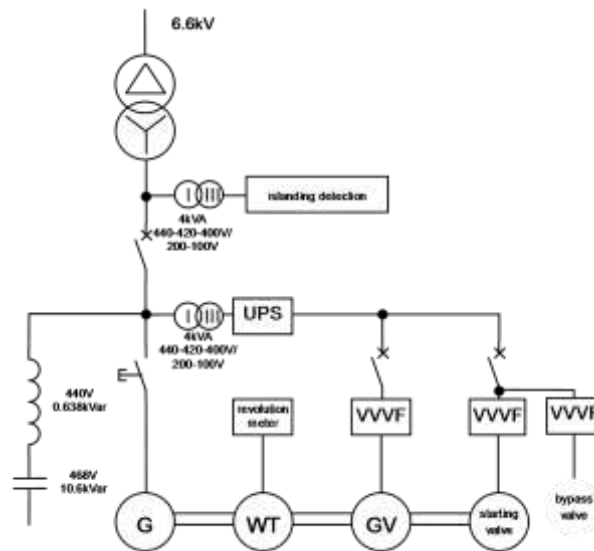 6.6kV
islanding detection
4kVA
440-420-400V/
200-100V
UPS
4kVA
440-420-400V/
200-100V
440V
0.638kVar
revolution
meter
VVVF
VVVF
VVVF
468V
10.6kVar
bypass
valve
G
WT
GV
starting
valve